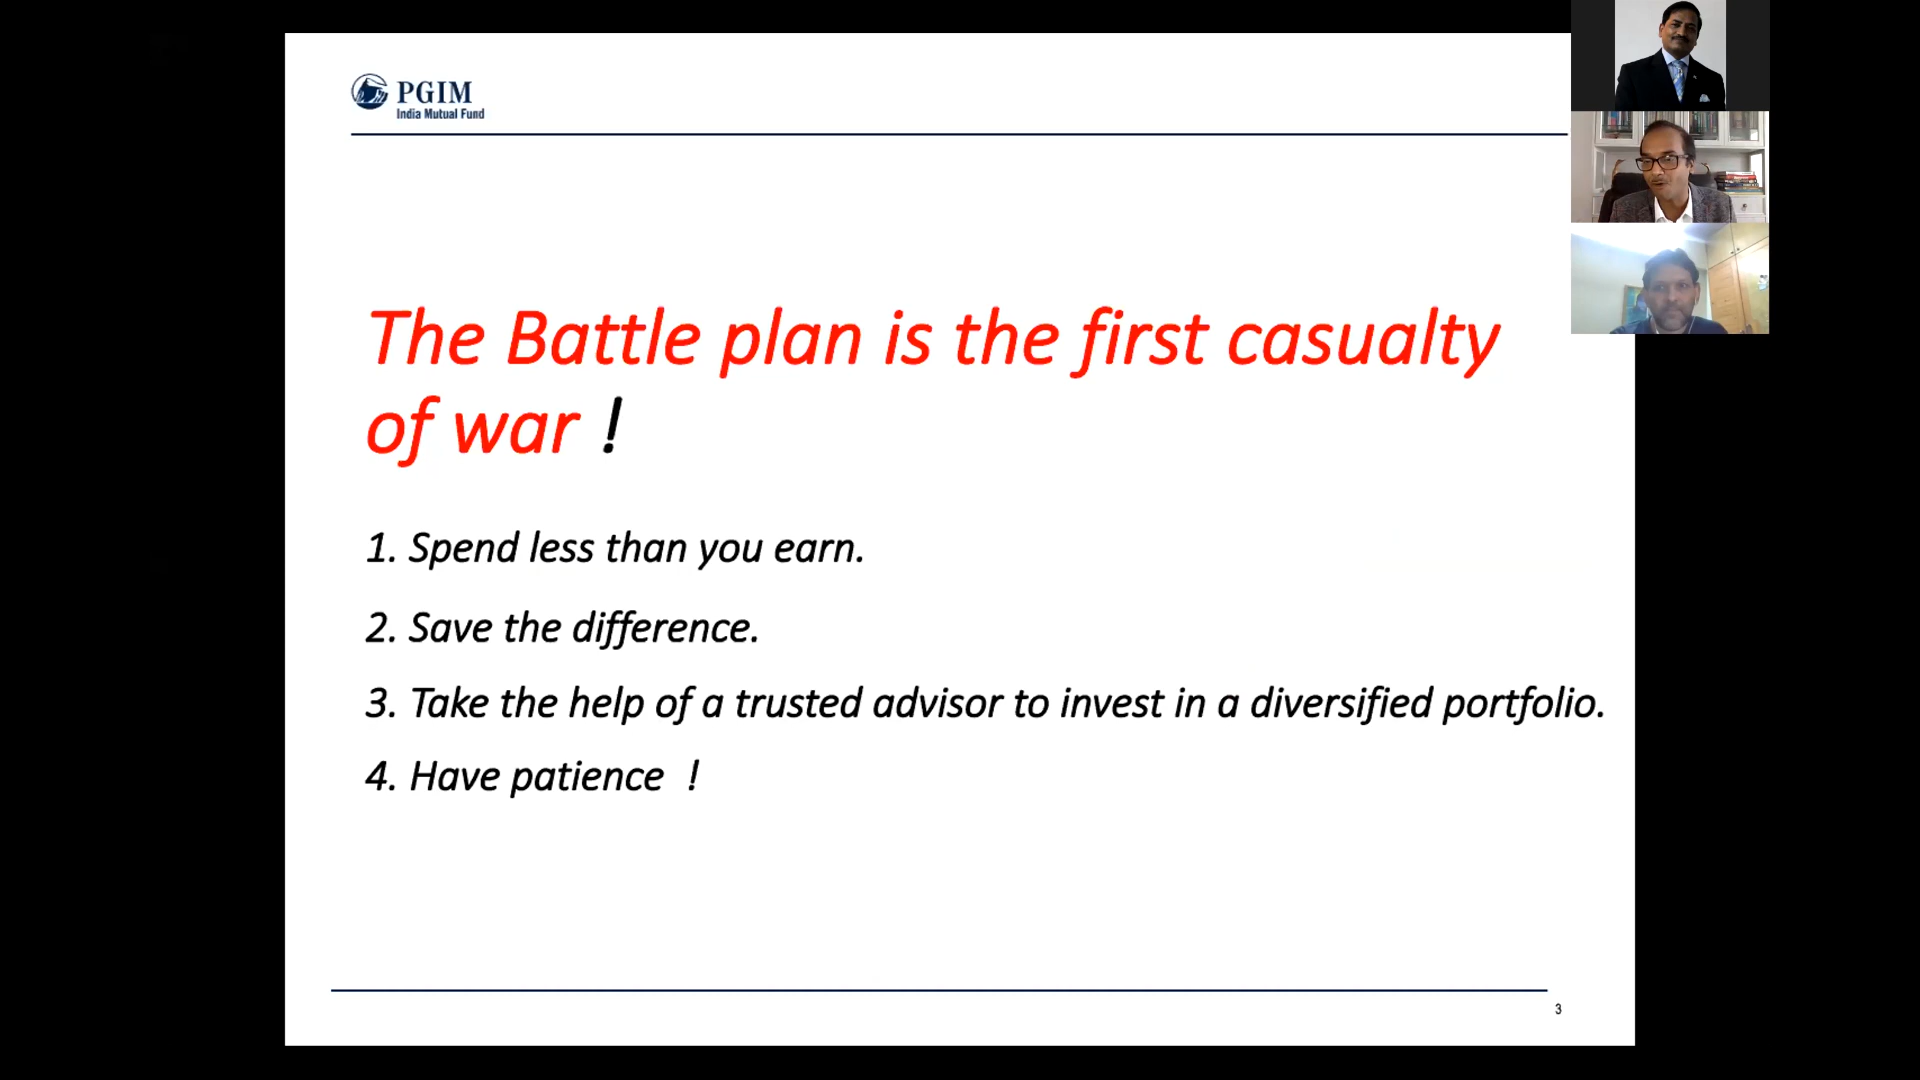 PGIM
India Mutual Fund
The Battle plan is the first casualty
of war !
1. Spend less than you earn.
2. Save the difference.
3. Take the help of a trusted advisor to invest in a diversified portfolio.
4. Have patience !
3